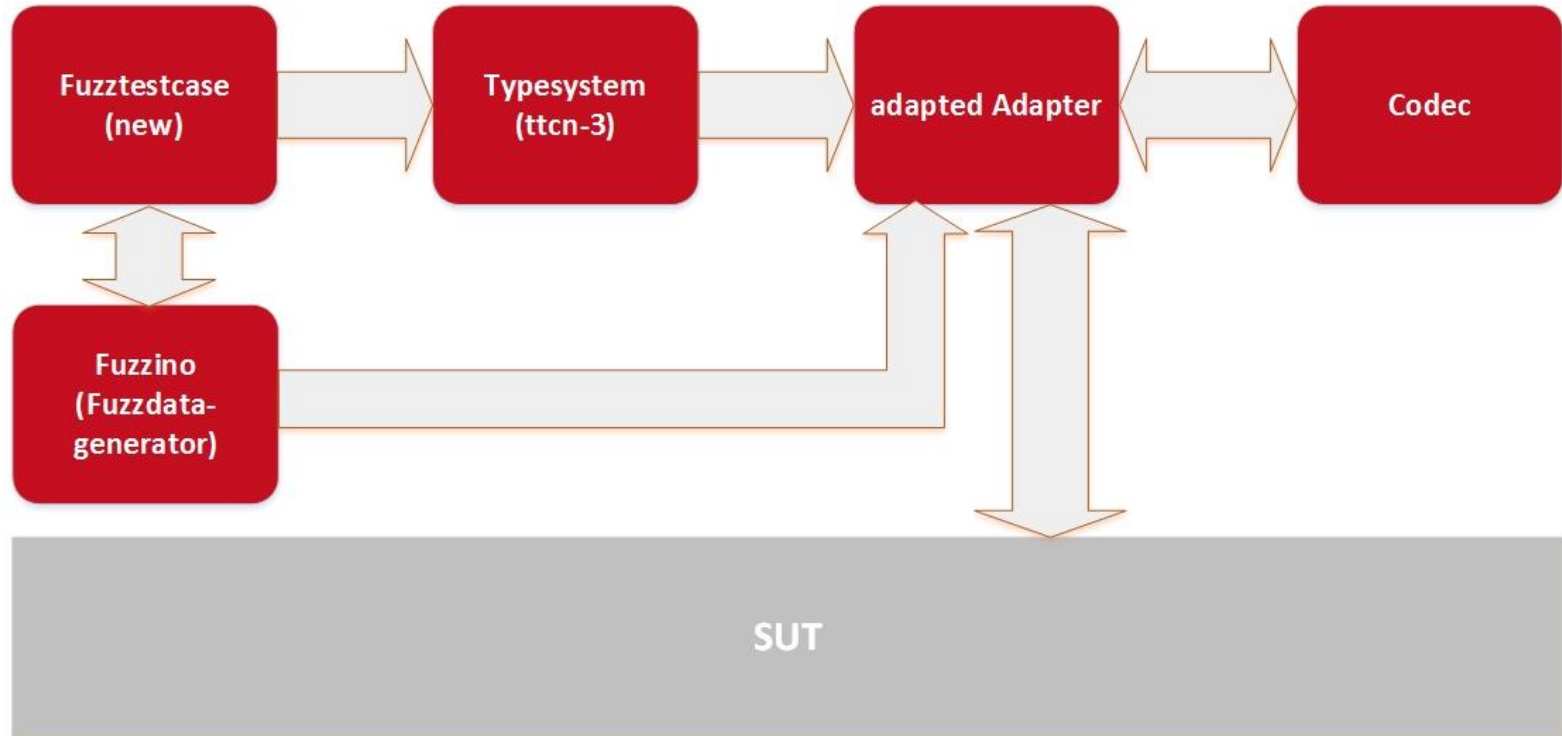 Fuzztestcase
(new)
Typesystem
(ttcn-3)
adapted Adapter
Codec
Fuzzino
(Fuzzdata-
generator)
SUT